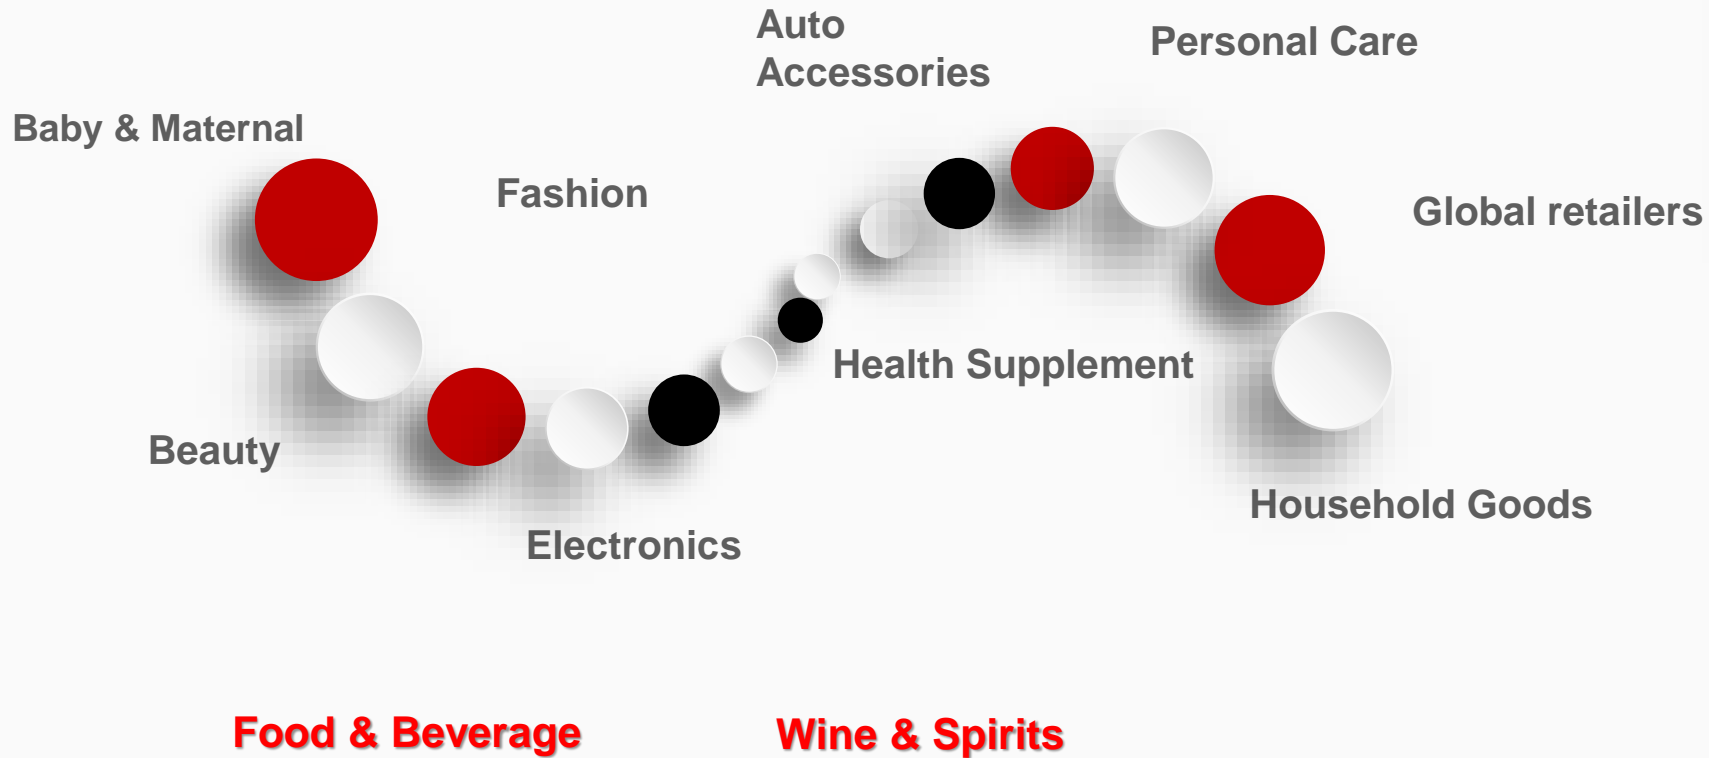 Auto
Accessories
Personal Care
Baby & Maternal
Fashion
Global retailers
Health Supplement
Beauty
Household Goods
Electronics
Food & Beverage
Wine & Spirits